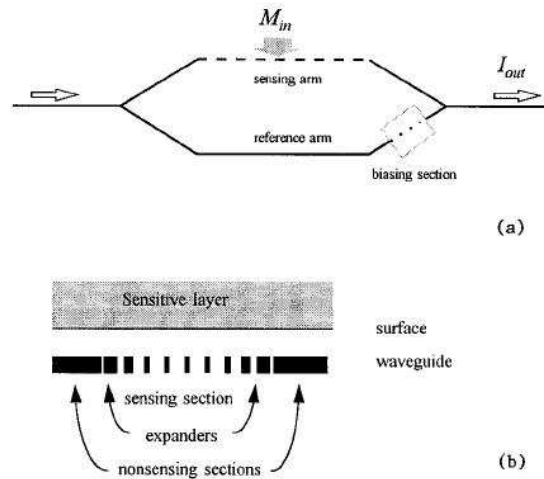 M_in
sensing arm
I_out
reference arm
biasing section
(a)
Sensitive layer
surface
waveguide
sensing section
expanders
nonsensing sections
(b)